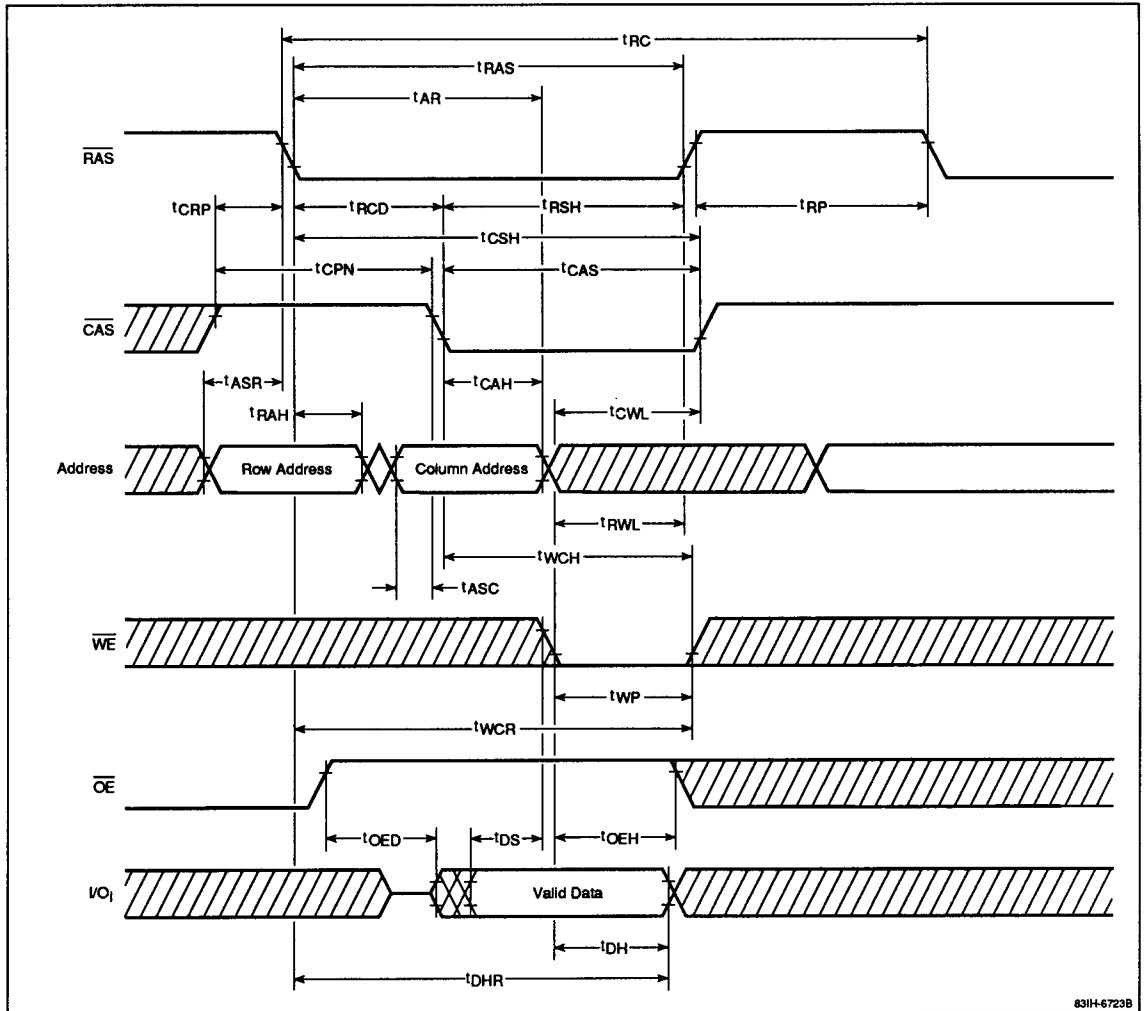 tRC
tRAS
tAR
RAS
tCRP
tRCD
tRSH
tRP
tCSH
tCPN
tCAS
CAS
tASR
tCAH
tRAH
tCWL
Address
Row Address
Column Address
tRWL
tWCH
tASC
WE
tWP
tWCR
OE
tOED
tDS
tOEH
I/Oi
Valid Data
tDH
tDHR
83IH-6723B